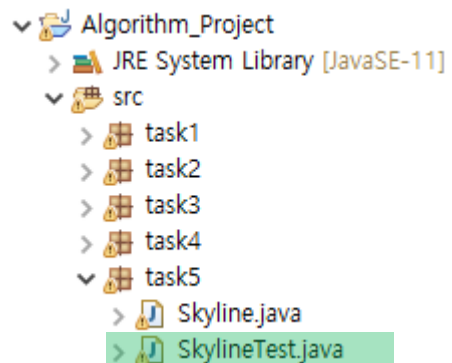 Algorithm_Project
JRE System Library [JavaSE-11]
src
task1
task2
task3
task4
task5
Skyline.java
SkylineTest.java